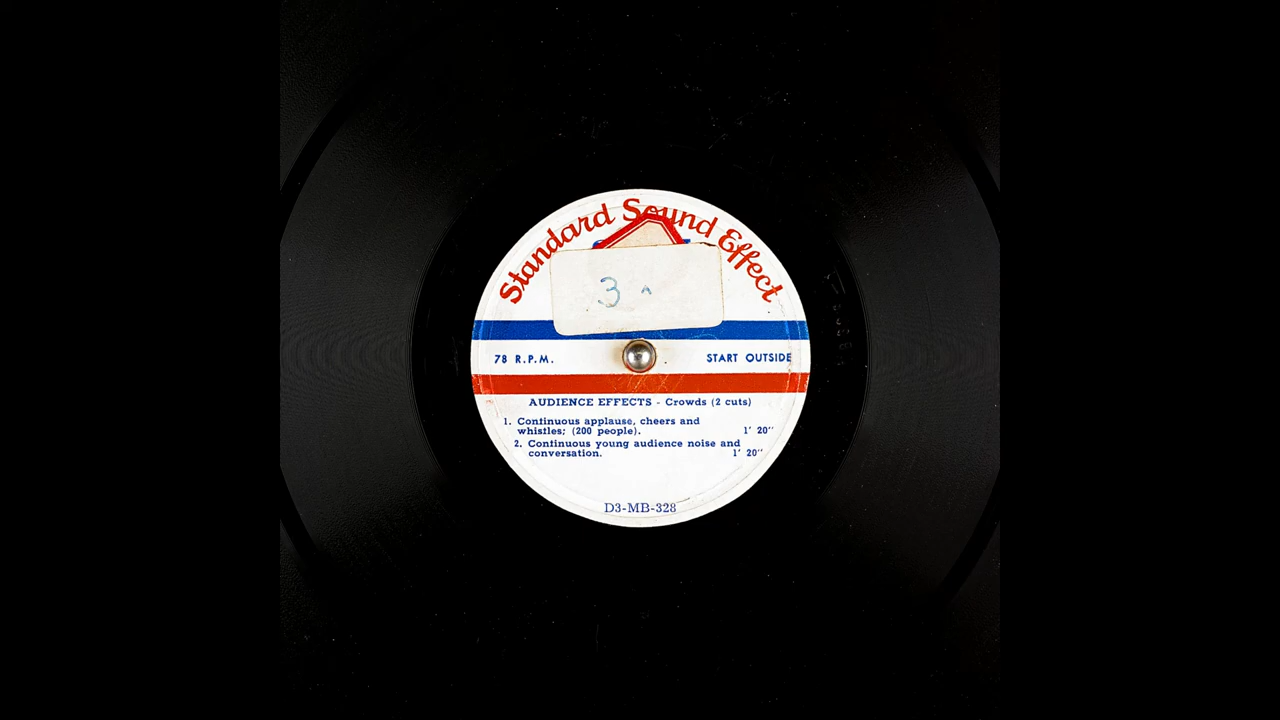 Standard Sound Effect
3 ^
78 R.P.M.
START OUTSIDE
AUDIENCE EFFECTS - Crowds (2 cuts)
1. Continuous applause, cheers and
whistles; (200 people). 1' 20"
2. Continuous young audience noise and
conversation. 1' 20"
D3-MB-328